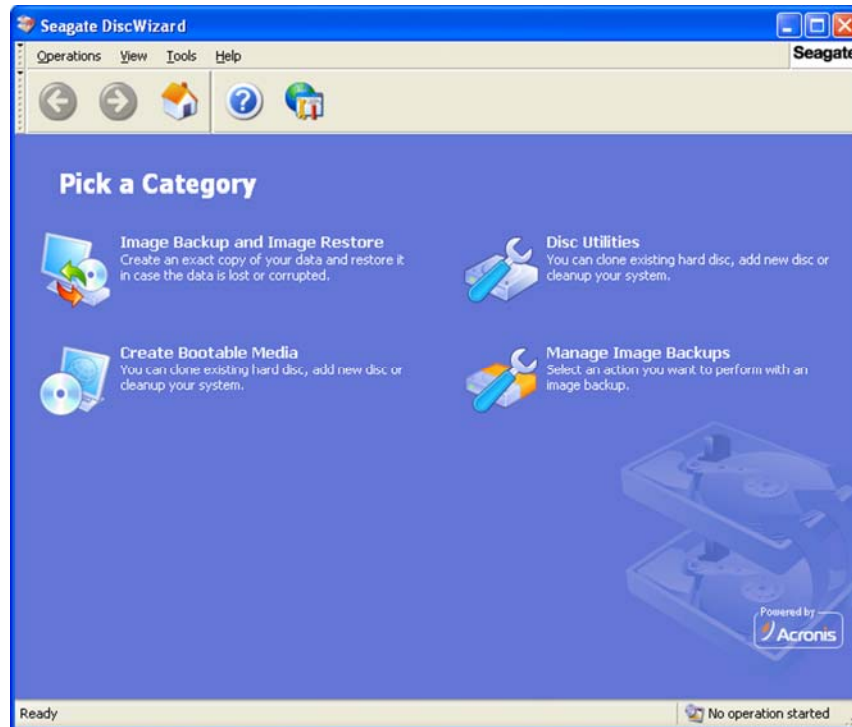 Seagate DiscWizard
Operations View Tools Help
Seagate
Pick a Category
Image Backup and Image Restore
Create an exact copy of your data and restore it
in case the data is lost or corrupted.
Disc Utilities
You can clone existing hard disc, add new disc or
cleanup your system.
Create Bootable Media
You can clone existing hard disc, add new disc or
cleanup your system.
Manage Image Backups
Select an action you want to perform with an
image backup.
Powered by
Acronis
Ready
No operation started